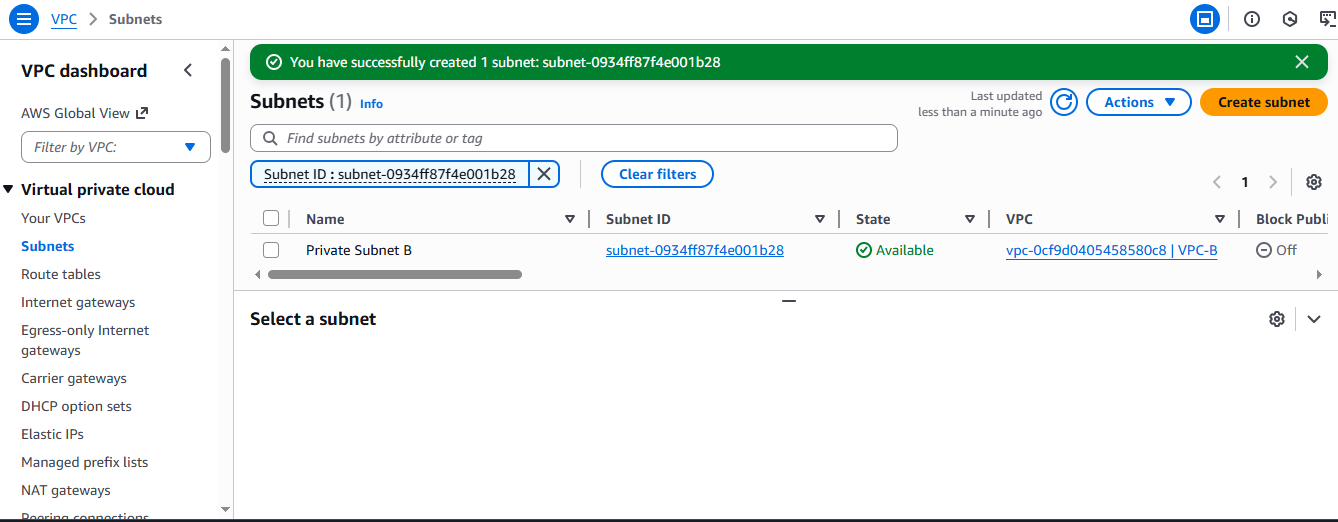 VPC > Subnets
VPC dashboard
AWS Global View
Filter by VPC:
Virtual private cloud
Your VPCs
Subnets
Route tables
Internet gateways
Egress-only Internet
gateways
Carrier gateways
DHCP option sets
Elastic IPs
Managed prefix lists
NAT gateways
Peering connections
You have successfully created 1 subnet: subnet-0934ff87f4e001b28
Subnets (1) Info
Last updated
less than a minute ago
Actions
Create subnet
Find subnets by attribute or tag
Subnet ID : subnet-0934ff87f4e001b28
Clear filters
1
Name Subnet ID State VPC Block Publi
Private Subnet B subnet-0934ff87f4e001b28 Available vpc-0cf9d0405458580c8 | VPC-B Off
Select a subnet